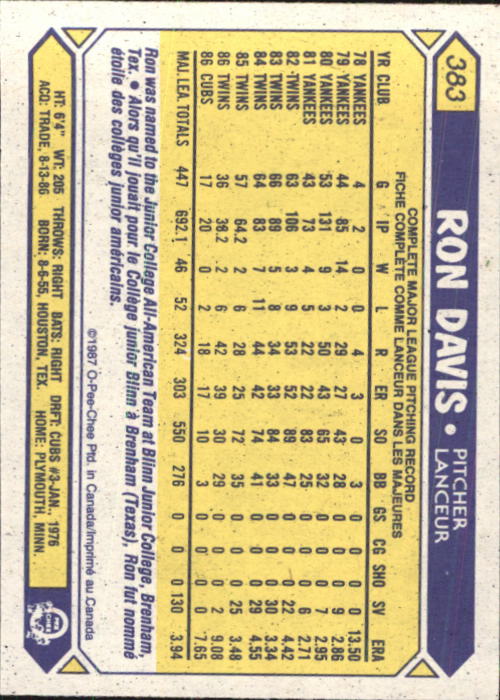 383
RON DAVIS • PITCHER
LANCEUR
COMPLETE MAJOR LEAGUE PITCHING RECORD
FICHE COMPLÈTE COMME LANCEUR DANS LES MAJEURES
YR CLUB G IP W L R ER SO BB GS CG SHO SV ERA
78 YANKEES 4 2 0 0 4 3 0 3 0 0 0 0 13.50
79 YANKEES 44 85 14 2 29 27 43 28 0 0 0 9 2.86
80 YANKEES 53 131 9 3 50 43 65 32 0 0 0 7 2.95
81 YANKEES 43 73 4 5 22 22 83 25 0 0 0 6 2.71
82 TWINS 63 106 3 9 53 52 89 47 0 0 0 22 4.42
83 TWINS 66 89 5 8 34 33 84 33 0 0 0 30 3.34
84 TWINS 64 83 7 11 44 42 74 41 0 0 0 29 4.55
85 TWINS 57 64.2 2 6 28 25 72 35 0 0 0 25 3.48
86 TWINS 36 38.2 2 6 42 39 30 29 0 0 0 2 9.08
86 CUBS 17 20 0 2 18 17 10 3 0 0 0 0 7.65
MAJ. LEA. TOTALS 447 692.1 46 52 324 303 550 276 0 0 0 130 3.94
Ron was named to the Junior College All-American Team at Blinn Junior College, Brenham,
Tex. • Alors qu'il jouait pour le Collège junior Blinn à Brenham (Texas), Ron fut nommé
étoile des collèges junior américains.
©1987 O-Pee-Chee Ptd. in Canada/Imprimé au Canada
HT: 6'4" WT: 205 THROWS: RIGHT BATS: RIGHT DRFT: CUBS #3-JAN., 1976
ACQ: TRADE, 8-13-86 BORN: 8-6-55, HOUSTON, TEX. HOME: PLYMOUTH, MINN.
O-PEE-CHEE